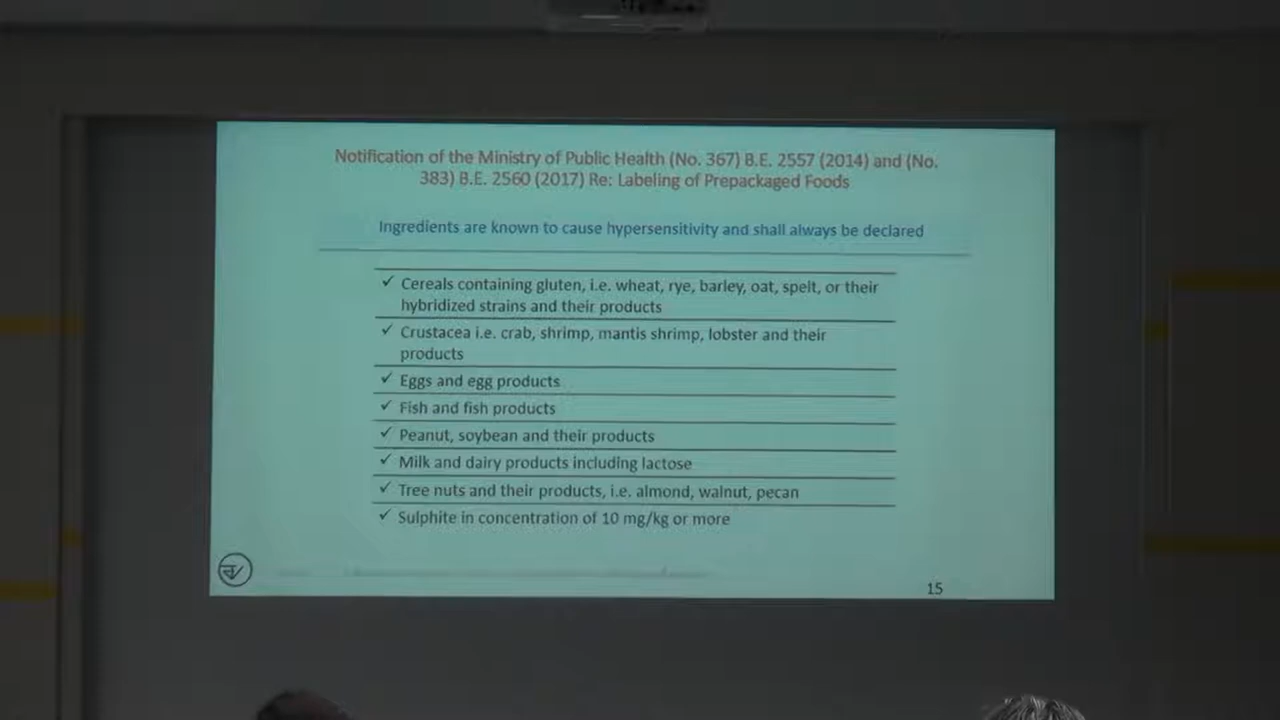 Notification of the Ministry of Public Health (No. 367) B.E. 2557 (2014) and (No.
383) B.E. 2560 (2017) Re: Labeling of Prepackaged Foods
Ingredients are known to cause hypersensitivity and shall always be declared
✓ Cereals containing gluten, i.e. wheat, rye, barley, oat, spelt, or their
hybridized strains and their products
✓ Crustacea i.e. crab, shrimp, mantis shrimp, lobster and their
products
✓ Eggs and egg products
✓ Fish and fish products
✓ Peanut, soybean and their products
✓ Milk and dairy products including lactose
✓ Tree nuts and their products, i.e. almond, walnut, pecan
✓ Sulphite in concentration of 10 mg/kg or more
15